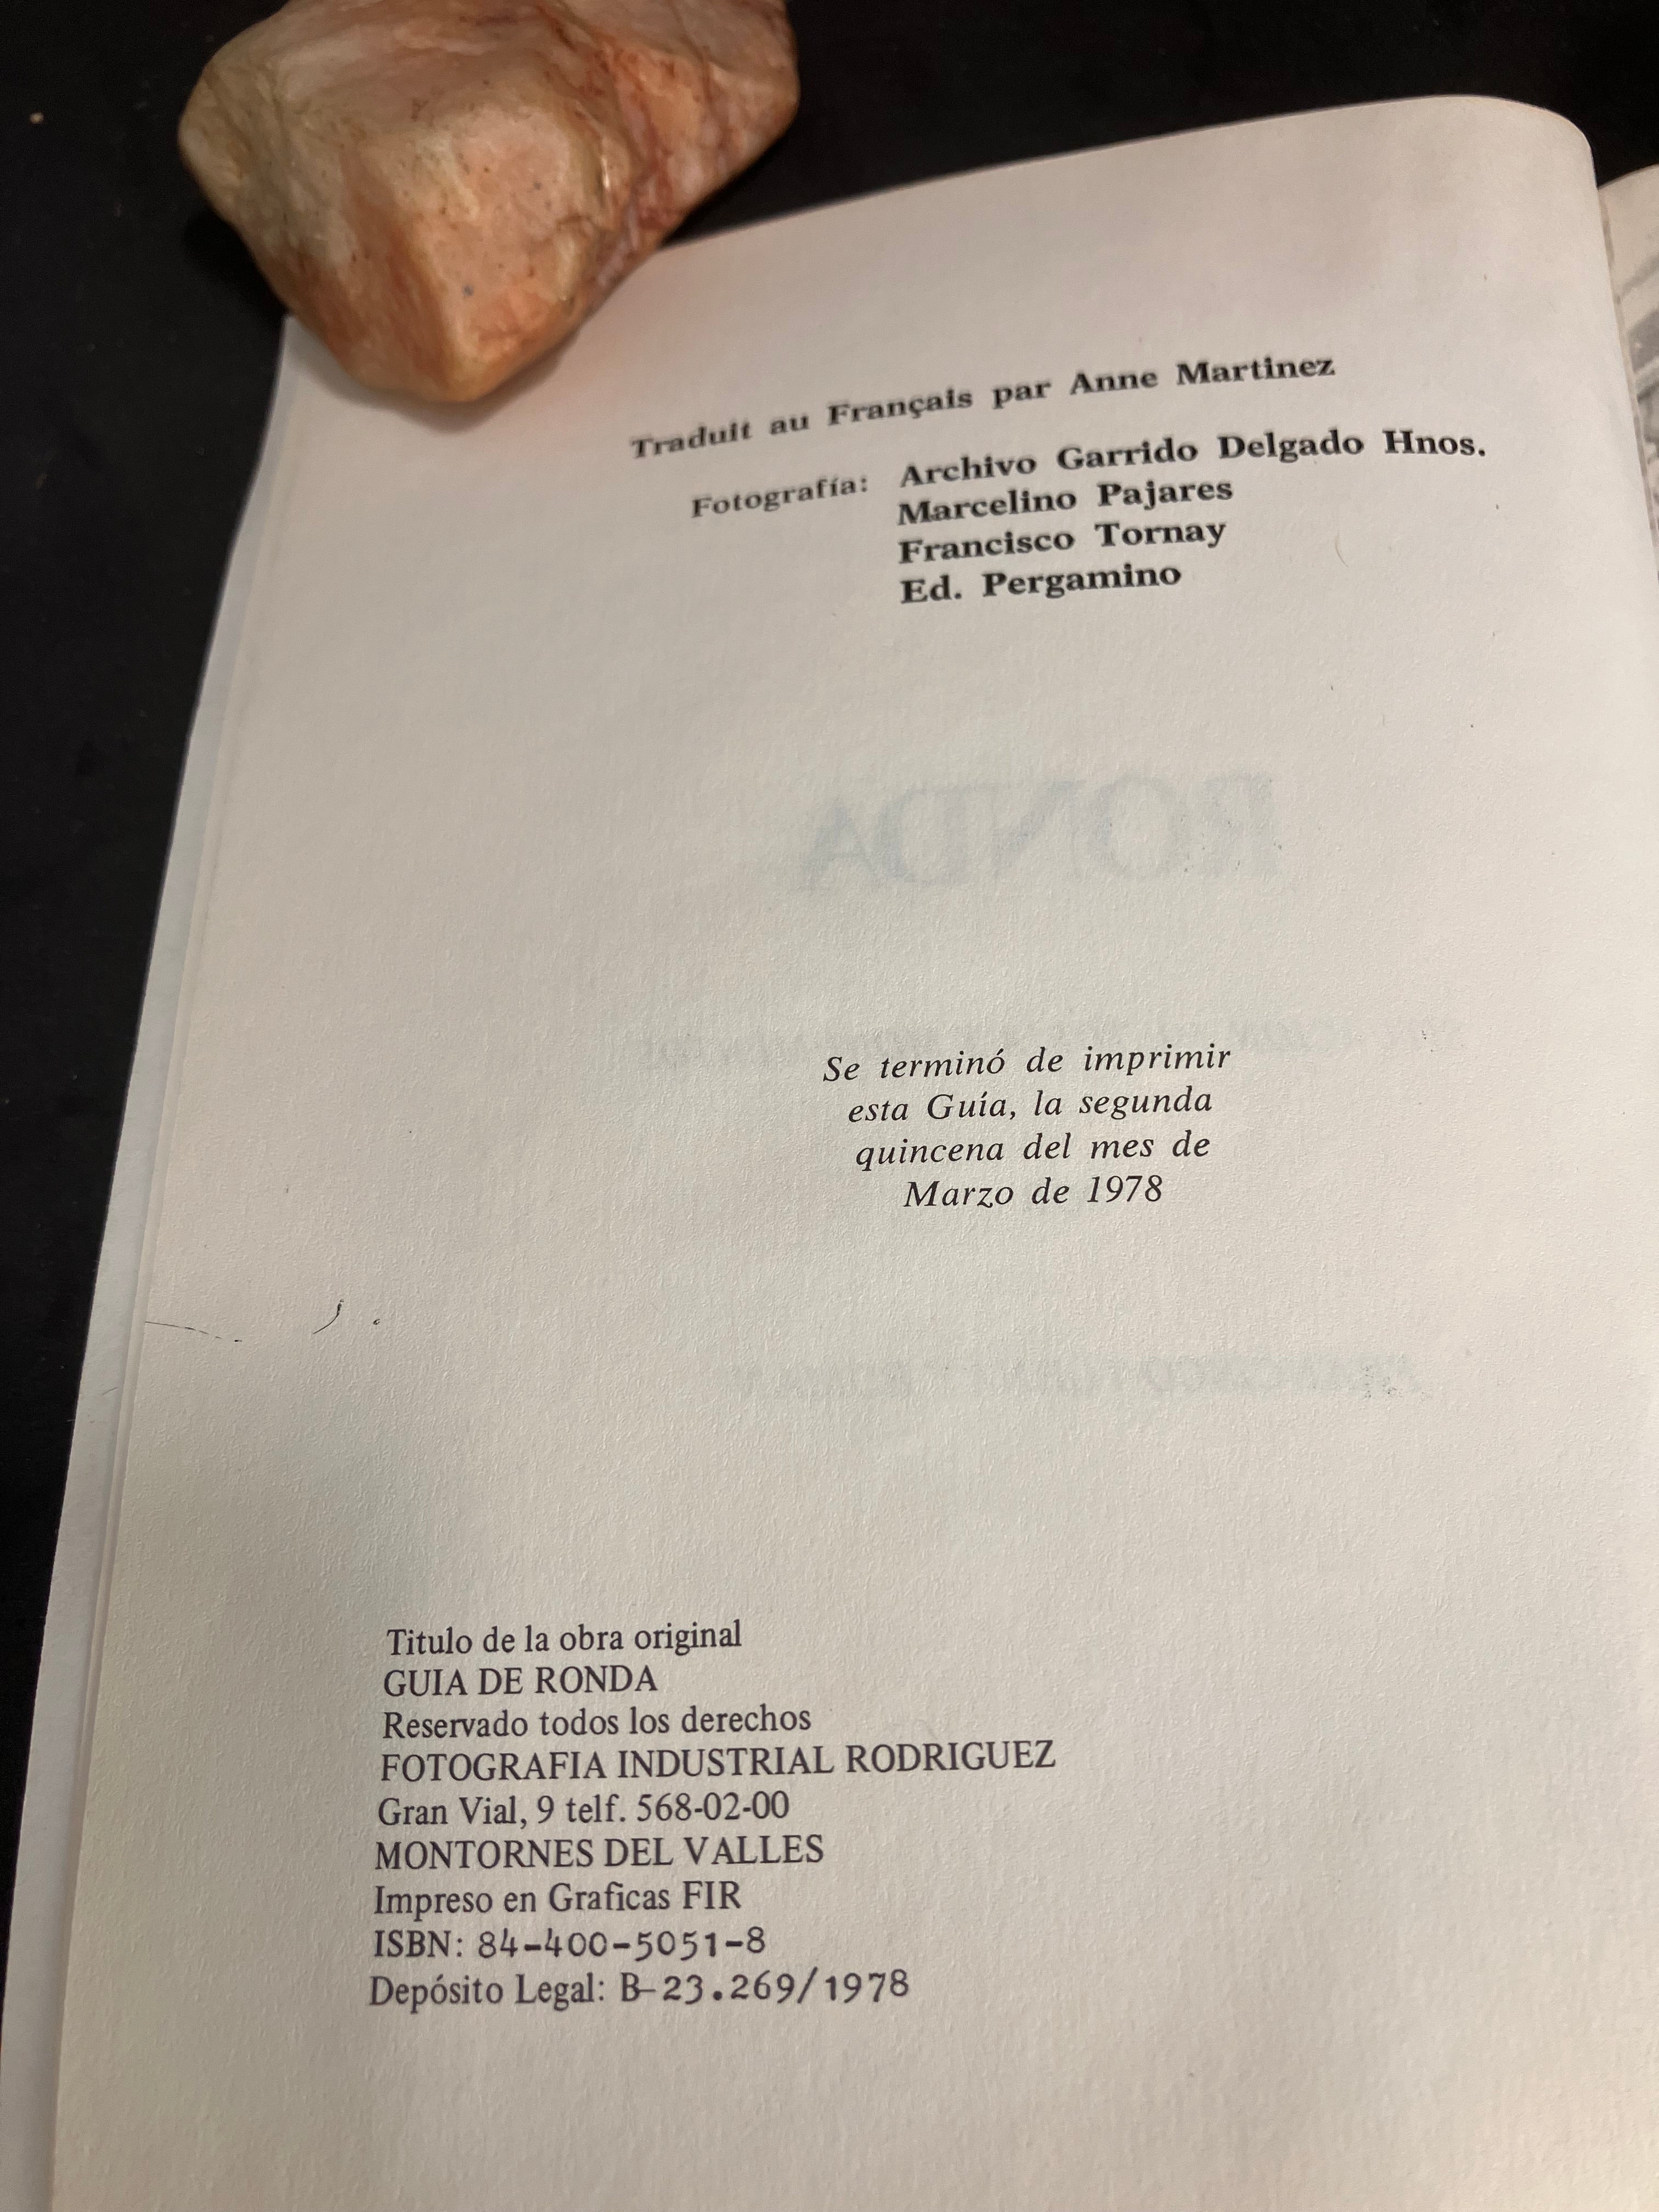 Traduit au Français par Anne Martinez
Fotografía: Archivo Garrido Delgado Hnos.
Marcelino Pajares
Francisco Tornay
Ed. Pergamino
RONDA
Se terminó de imprimir
esta Guía, la segunda
quincena del mes de
Marzo de 1978
Titulo de la obra original
GUIA DE RONDA
Reservado todos los derechos
FOTOGRAFIA INDUSTRIAL RODRIGUEZ
Gran Vial, 9 telf. 568-02-00
MONTORNES DEL VALLES
Impreso en Graficas FIR
ISBN: 84-400-5051-8
Depósito Legal: B-23.269/1978